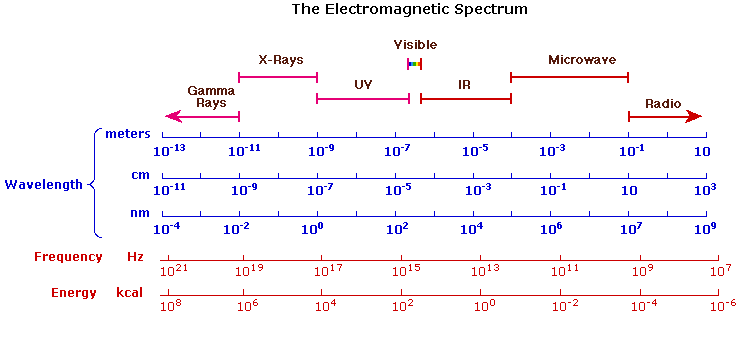 The Electromagnetic Spectrum
Visible
X-Rays Microwave
UY IR
Gamma
Rays
Radio
meters
10-13 10-11 10-9 10-7 10-5 10-3 10-1 10
cm
10-11 10-9 10-7 10-5 10-3 10-1 10 103
Wavelength
nm
10-4 10-2 100 102 104 106 107 109
Frequency Hz
1021 1019 1017 1015 1013 1011 109 107
Energy kcal
108 106 104 102 100 10-2 10-4 10-6